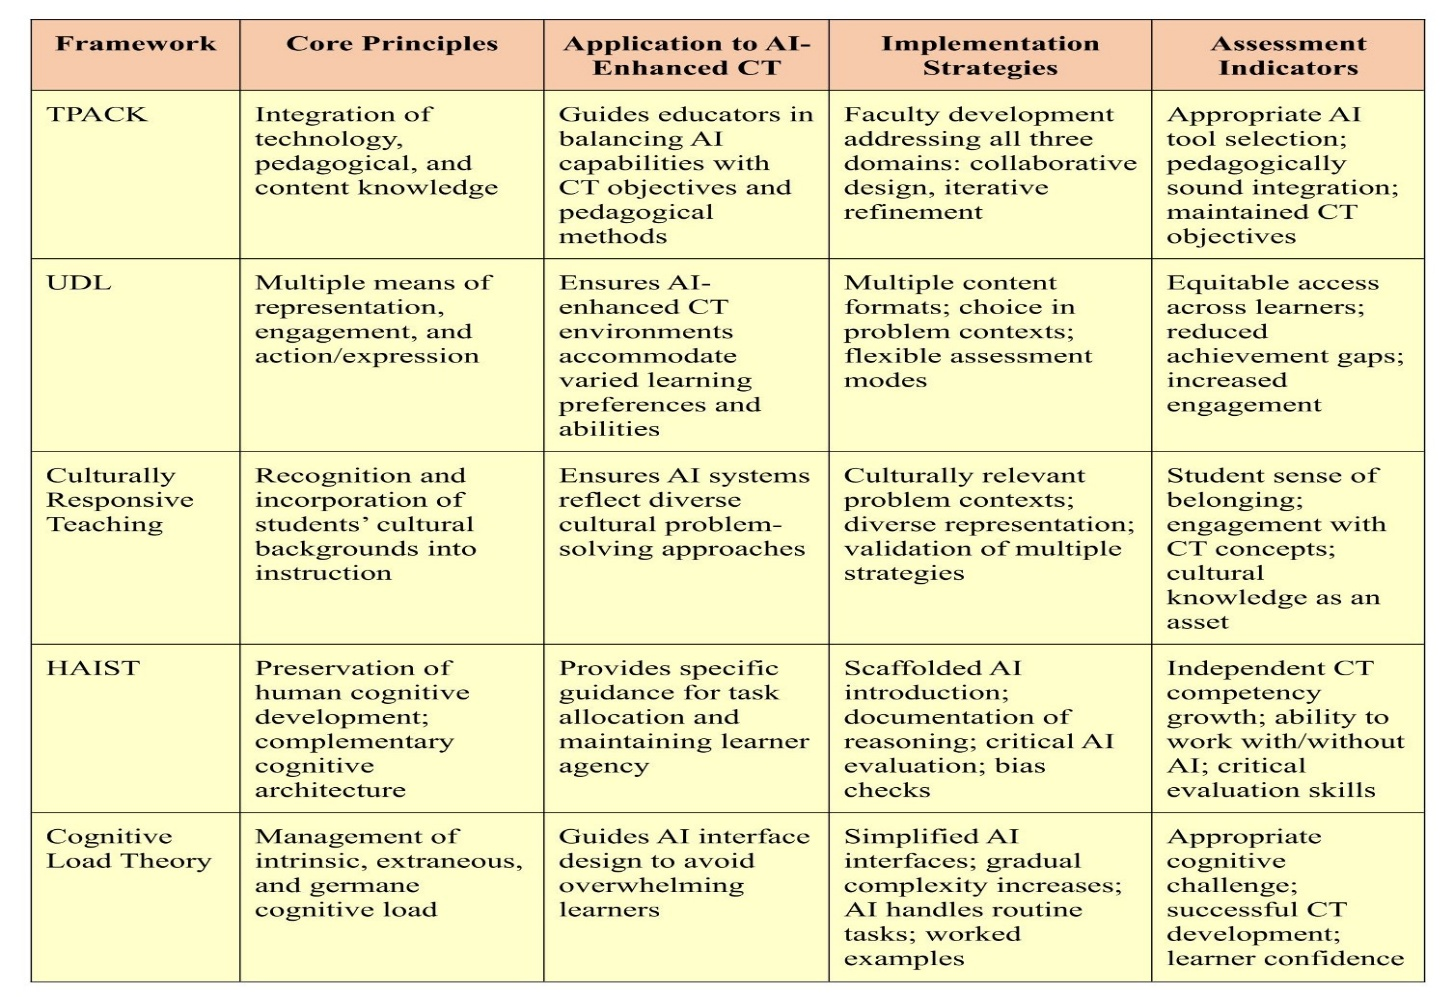 Framework
Core Principles
Application to AI-
Enhanced CT
Implementation
Strategies
Assessment
Indicators
TPACK
Integration of
technology,
pedagogical, and
content knowledge
Guides educators in
balancing AI
capabilities with
CT objectives and
pedagogical
methods
Faculty development
addressing all three
domains: collaborative
design, iterative
refinement
Appropriate AI
tool selection;
pedagogically
sound integration;
maintained CT
objectives
UDL
Multiple means of
representation,
engagement, and
action/expression
Ensures AI-
enhanced CT
environments
accommodate
varied learning
preferences and
abilities
Multiple content
formats; choice in
problem contexts;
flexible assessment
modes
Equitable access
across learners;
reduced
achievement gaps;
increased
engagement
Culturally
Responsive
Teaching
Recognition and
incorporation of
students’ cultural
backgrounds into
instruction
Ensures AI systems
reflect diverse
cultural problem-
solving approaches
Culturally relevant
problem contexts;
diverse representation;
validation of multiple
strategies
Student sense of
belonging;
engagement with
CT concepts;
cultural
knowledge as an
asset
HAIST
Preservation of
human cognitive
development;
complementary
cognitive
architecture
Provides specific
guidance for task
allocation and
maintaining learner
agency
Scaffolded AI
introduction;
documentation of
reasoning; critical AI
evaluation; bias
checks
Independent CT
competency
growth; ability to
work with/without
AI; critical
evaluation skills
Cognitive
Load Theory
Management of
intrinsic, extraneous,
and germane
cognitive load
Guides AI interface
design to avoid
overwhelming
learners
Simplified AI
interfaces; gradual
complexity increases;
AI handles routine
tasks; worked
examples
Appropriate
cognitive
challenge;
successful CT
development;
learner confidence